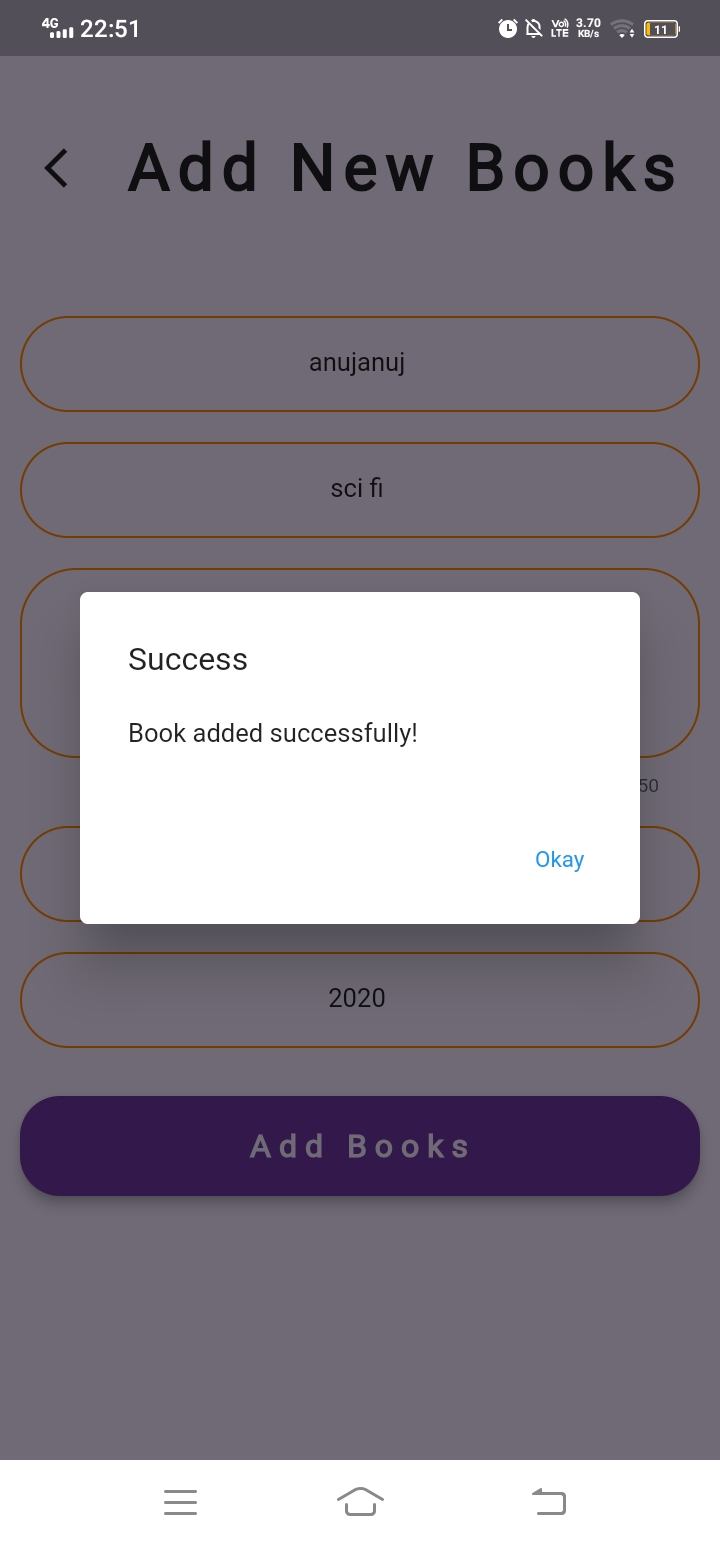 4G 22:51 Vo) LTE 3.70 KB/s 11
Add New Books
anujanuj
sci fi
Success
Book added successfully!
50
Okay
2020
Add Books